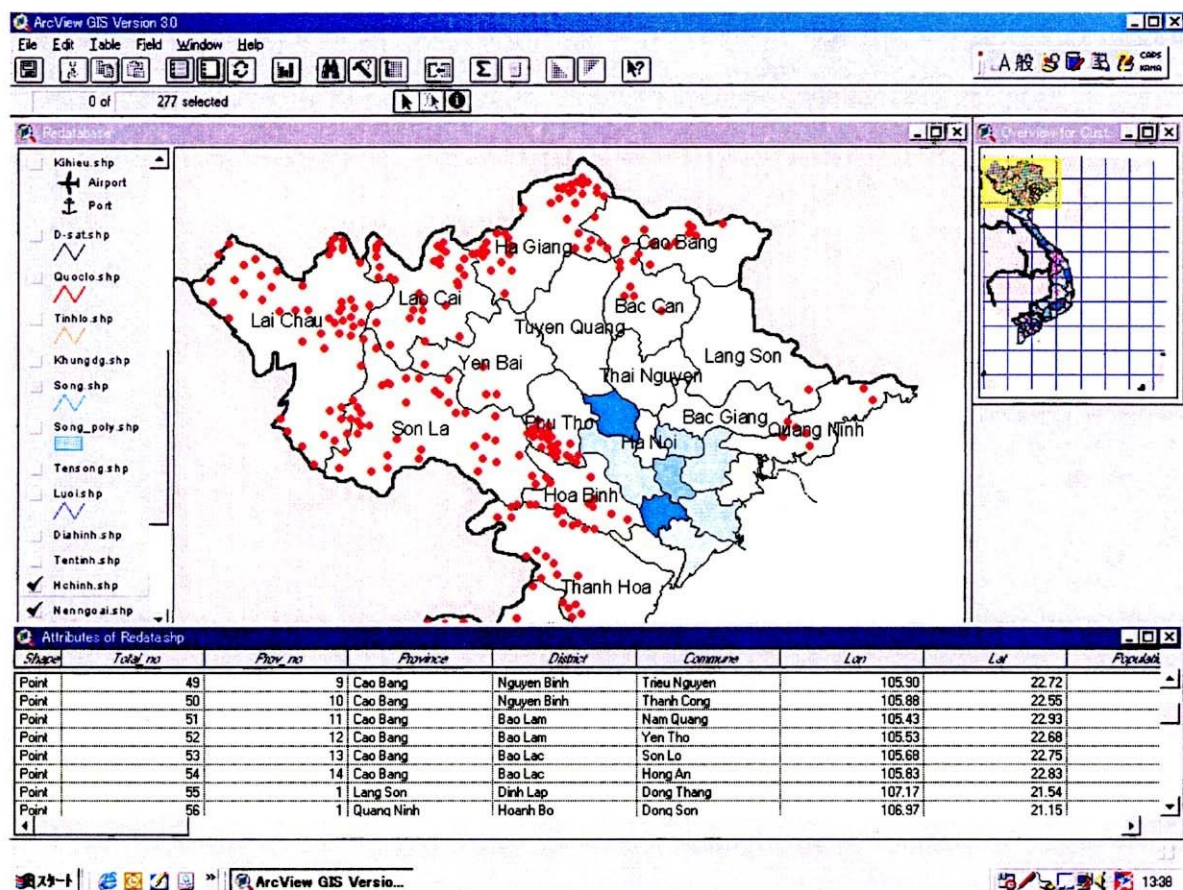 ArcView GIS Version 3.0
File Edit Table Field Window Help
A 般 CAPS KANA
0 of 277 selected
Redatabase
Overview for Cust
Kihieu.shp
Airport
Port
D-sat.shp
Quoclo.shp
Tinhlo.shp
Khungdg.shp
Song.shp
Song_poly.shp
Tensong.shp
Luoi.shp
Diahinh.shp
Tentinh.shp
Hchinh.shp
Nenngoai.shp
Ha Giang
Cao Bang
Lao Cai
Bac Can
Lai Chau
Tuyen Quang
Lang Son
Yen Bai
Thai Nguyen
Bac Giang
Phu Tho
Son La
Ha Noi
Quang Ninh
Hoa Binh
Thanh Hoa
Attributes of Redata.shp
Shape Total_no Prov_no Province District Commune Lon Lat Populati
Point 49 9 Cao Bang Nguyen Binh Trieu Nguyen 105.90 22.72
Point 50 10 Cao Bang Nguyen Binh Thanh Cong 105.88 22.55
Point 51 11 Cao Bang Bao Lam Nam Quang 105.43 22.93
Point 52 12 Cao Bang Bao Lam Yen Tho 105.53 22.68
Point 53 13 Cao Bang Bao Lac Son Lo 105.68 22.75
Point 54 14 Cao Bang Bao Lac Hong An 105.83 22.83
Point 55 1 Lang Son Dinh Lap Dong Thang 107.17 21.54
Point 56 1 Quang Ninh Hoanh Bo Dong Son 106.97 21.15
スタート ArcView GIS Versio... 13:38